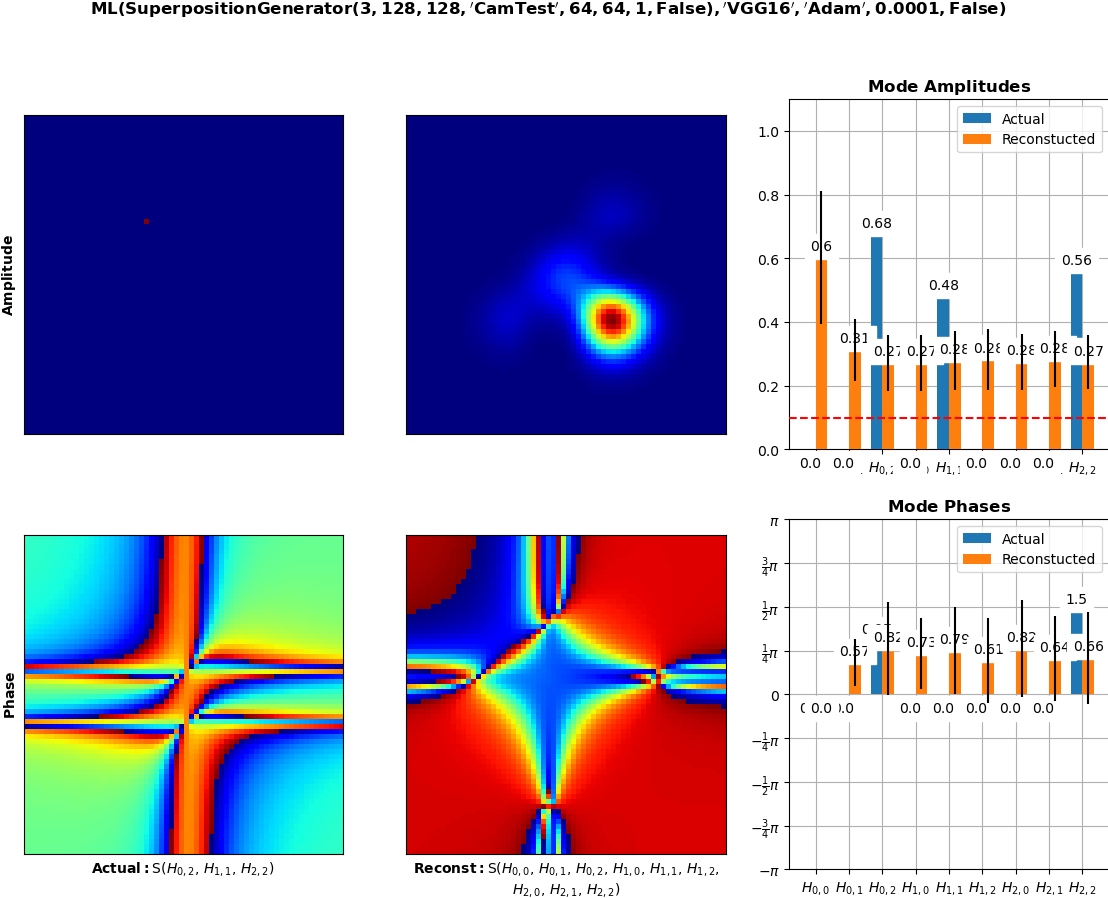 ML(SuperpositionGenerator(3, 128, 128, 'CamTest', 64, 64, 1, False), 'VGG16', 'Adam', 0.0001, False)
Amplitude
Mode Amplitudes
Actual
Reconstucted
1.0
0.8
0.6
0.4
0.2
0.0
0.6
0.31
0.68
0.27
0.27
0.48
0.28
0.28
0.28
0.28
0.56
0.27
0.0 0.0 H0,2 0.0 H1,1 0.0 0.0 0.0 H2,2
Phase
Mode Phases
Actual
Reconstucted
π
3/4π
1/2π
1/4π
0
−1/4π
−1/2π
−3/4π
−π
0.57
0.82
0.73
0.79
0.61
0.82
0.64
1.5
0.66
0.0 0.0 0.0 0.0 0.0 0.0 0.0
H0,0 H0,1 H0,2 H1,0 H1,1 H1,2 H2,0 H2,1 H2,2
Actual: S(H0,2, H1,1, H2,2)
Reconst: S(H0,0, H0,1, H0,2, H1,0, H1,1, H1,2,
H2,0, H2,1, H2,2)